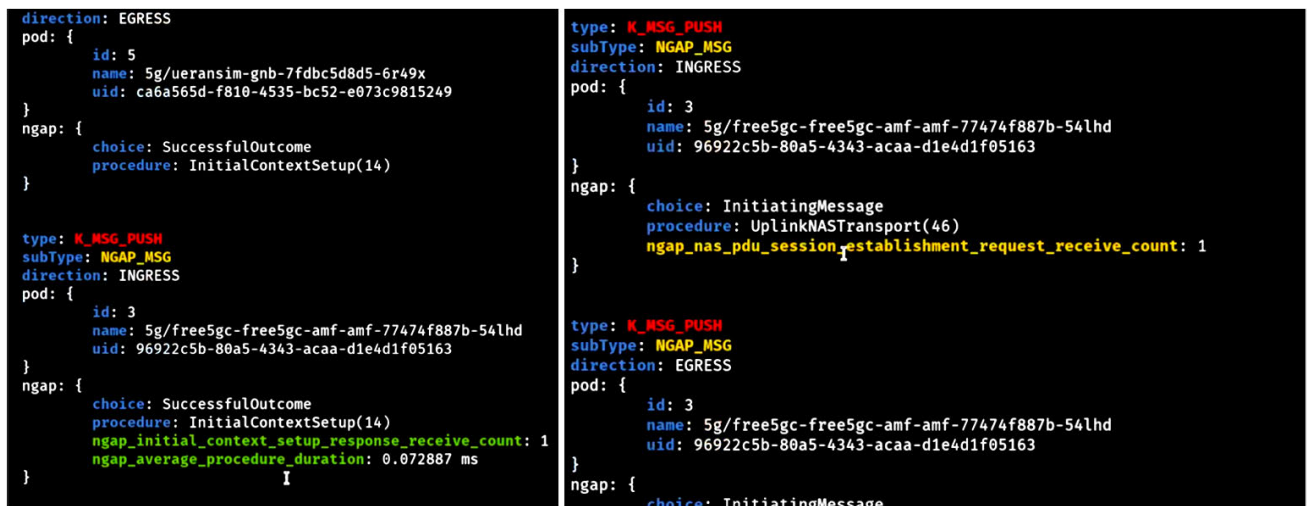 direction: EGRESS
pod: {
id: 5
name: 5g/ueransim-gnb-7fdbc5d8d5-6r49x
uid: ca6a565d-f810-4535-bc52-e073c9815249
}
ngap: {
choice: SuccessfulOutcome
procedure: InitialContextSetup(14)
}
type: K_MSG_PUSH
subType: NGAP_MSG
direction: INGRESS
pod: {
id: 3
name: 5g/free5gc-free5gc-amf-amf-77474f887b-54lhd
uid: 96922c5b-80a5-4343-acaa-d1e4d1f05163
}
ngap: {
choice: SuccessfulOutcome
procedure: InitialContextSetup(14)
ngap_initial_context_setup_response_receive_count: 1
ngap_average_procedure_duration: 0.072887 ms
}
type: K_MSG_PUSH
subType: NGAP_MSG
direction: INGRESS
pod: {
id: 3
name: 5g/free5gc-free5gc-amf-amf-77474f887b-54lhd
uid: 96922c5b-80a5-4343-acaa-d1e4d1f05163
}
ngap: {
choice: InitiatingMessage
procedure: UplinkNASTransport(46)
ngap_nas_pdu_session_establishment_request_receive_count: 1
}
type: K_MSG_PUSH
subType: NGAP_MSG
direction: EGRESS
pod: {
id: 3
name: 5g/free5gc-free5gc-amf-amf-77474f887b-54lhd
uid: 96922c5b-80a5-4343-acaa-d1e4d1f05163
}
ngap: {
choice: InitiatingMessage